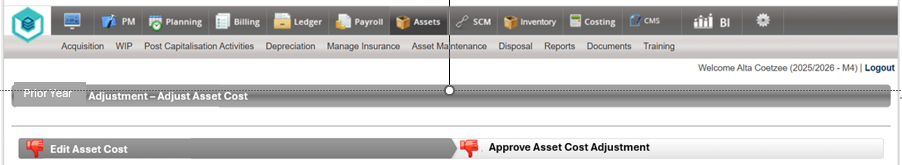 PM Planning Billing Ledger Payroll Assets SCM Inventory Costing CMS BI
Acquisition WIP Post Capitalisation Activities Depreciation Manage Insurance Asset Maintenance Disposal Reports Documents Training
Welcome Alta Coetzee (2025/2026 - M4) | Logout
Prior Year Adjustment – Adjust Asset Cost
Edit Asset Cost Approve Asset Cost Adjustment